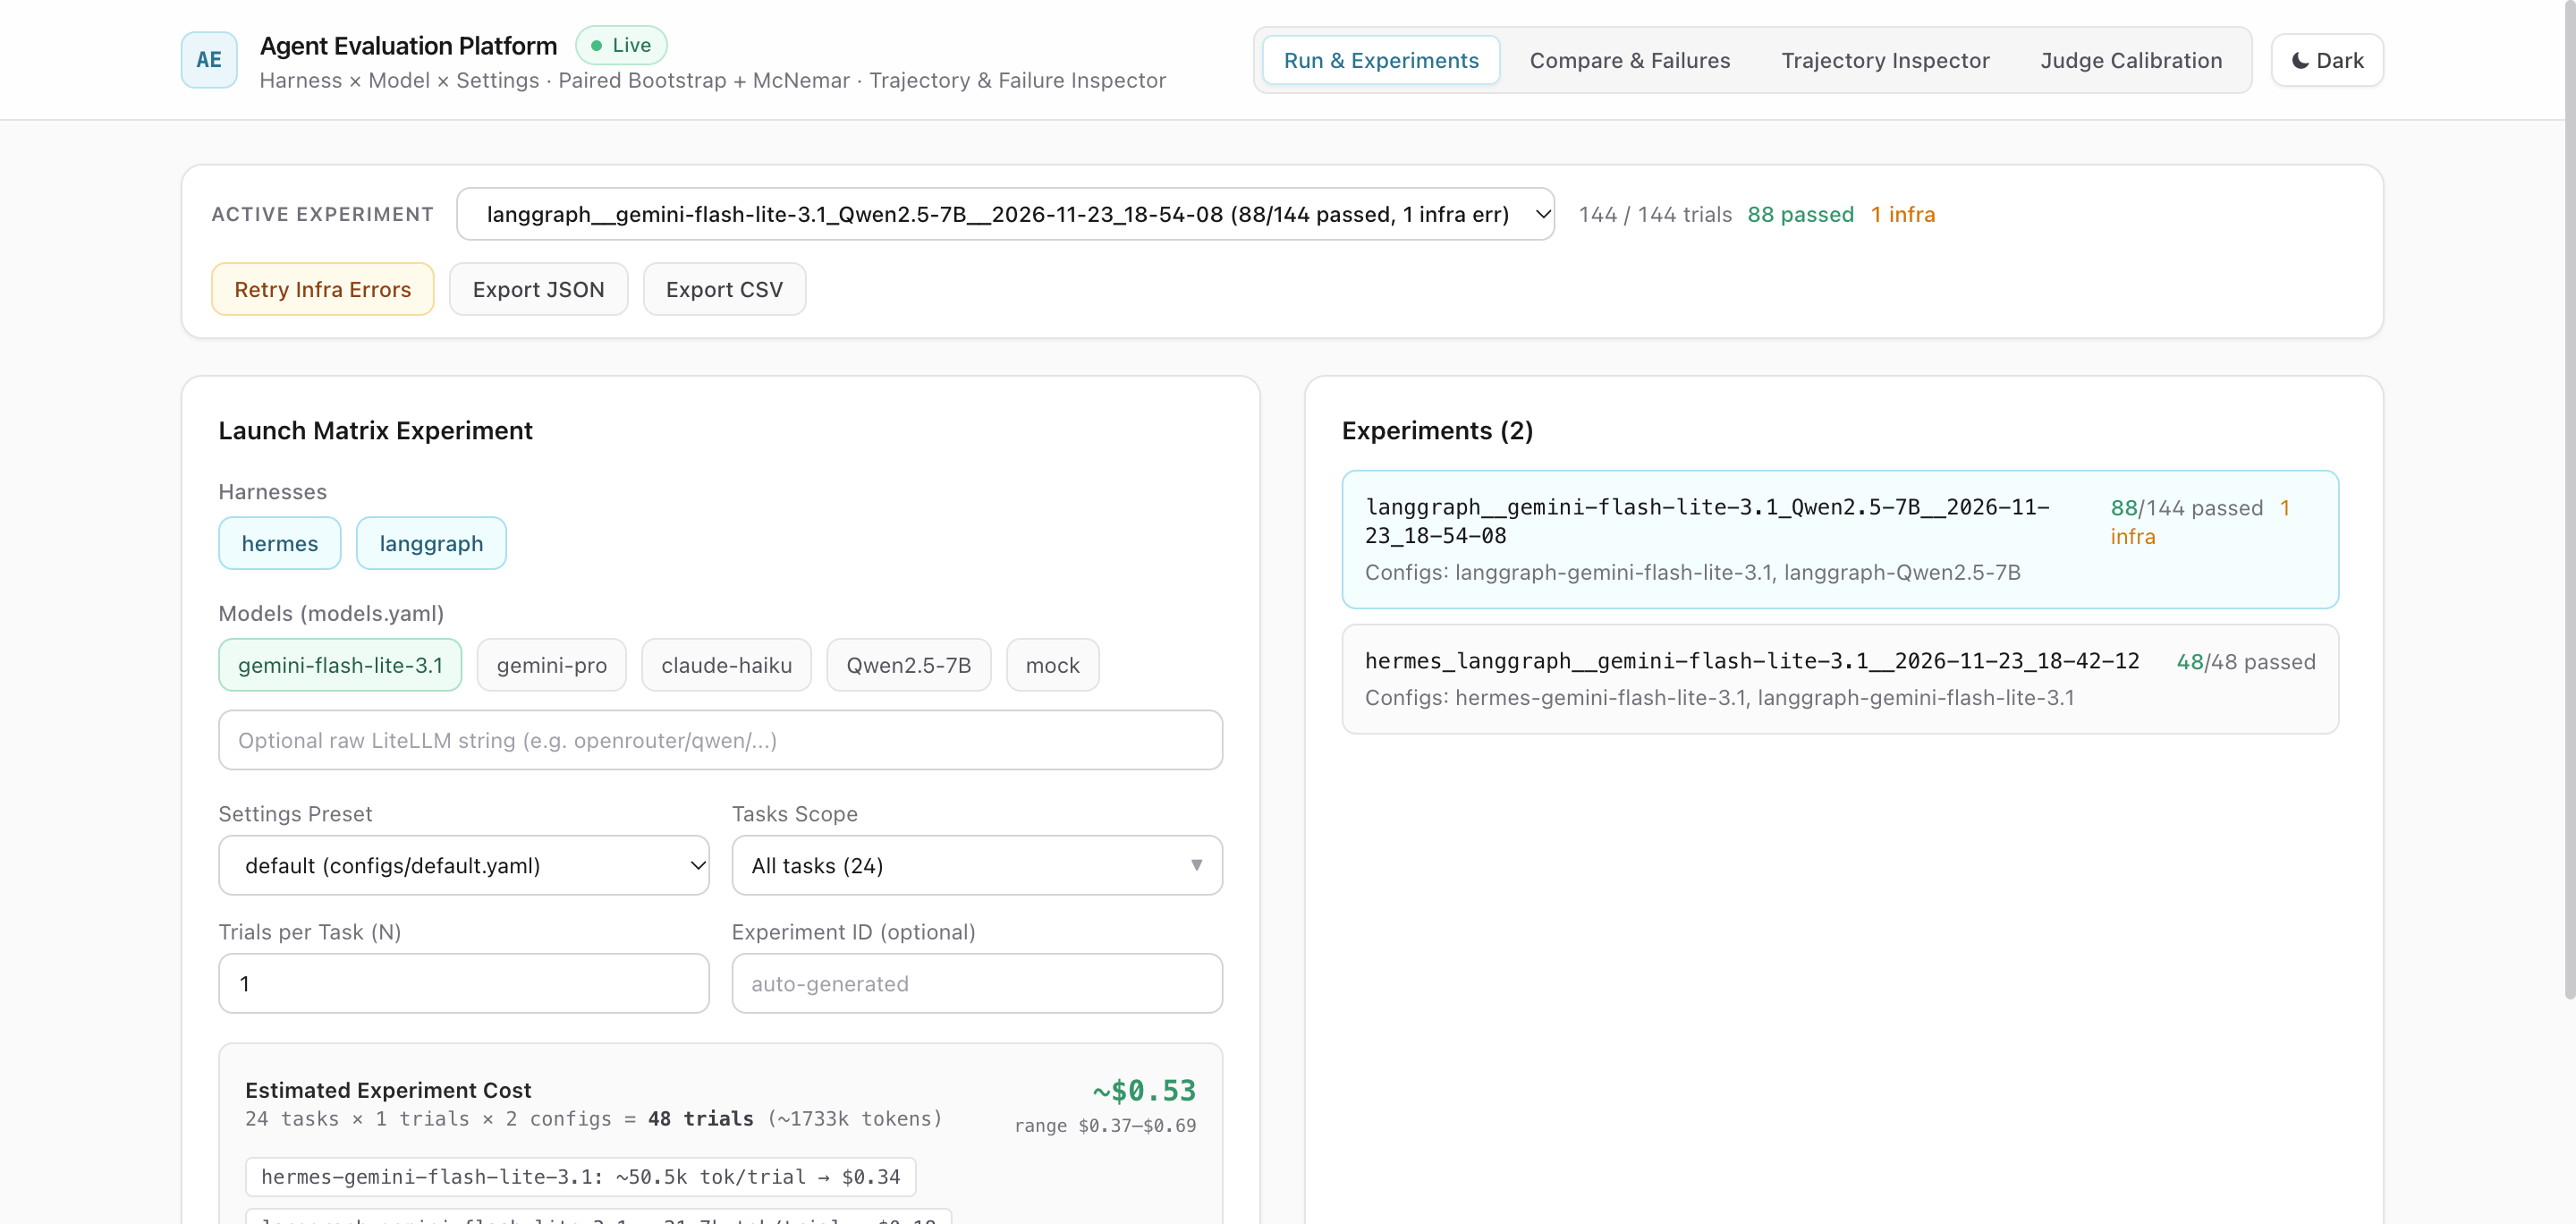 AE
Agent Evaluation Platform
Live
Harness × Model × Settings · Paired Bootstrap + McNemar · Trajectory & Failure Inspector
Run & Experiments
Compare & Failures
Trajectory Inspector
Judge Calibration
Dark
ACTIVE EXPERIMENT
langgraph__gemini-flash-lite-3.1_Qwen2.5-7B__2026-11-23_18-54-08 (88/144 passed, 1 infra err)
144 / 144 trials 88 passed 1 infra
Retry Infra Errors
Export JSON
Export CSV
Launch Matrix Experiment
Harnesses
hermes
langgraph
Models (models.yaml)
gemini-flash-lite-3.1
gemini-pro
claude-haiku
Qwen2.5-7B
mock
Optional raw LiteLLM string (e.g. openrouter/qwen/...)
Settings Preset
default (configs/default.yaml)
Tasks Scope
All tasks (24)
Trials per Task (N)
1
Experiment ID (optional)
auto-generated
Estimated Experiment Cost
24 tasks × 1 trials × 2 configs = 48 trials (~1733k tokens)
~$0.53
range $0.37–$0.69
hermes-gemini-flash-lite-3.1: ~50.5k tok/trial → $0.34
Experiments (2)
langgraph__gemini-flash-lite-3.1_Qwen2.5-7B__2026-11-
23_18-54-08
88/144 passed 1
infra
Configs: langgraph-gemini-flash-lite-3.1, langgraph-Qwen2.5-7B
hermes_langgraph__gemini-flash-lite-3.1__2026-11-23_18-42-12
48/48 passed
Configs: hermes-gemini-flash-lite-3.1, langgraph-gemini-flash-lite-3.1